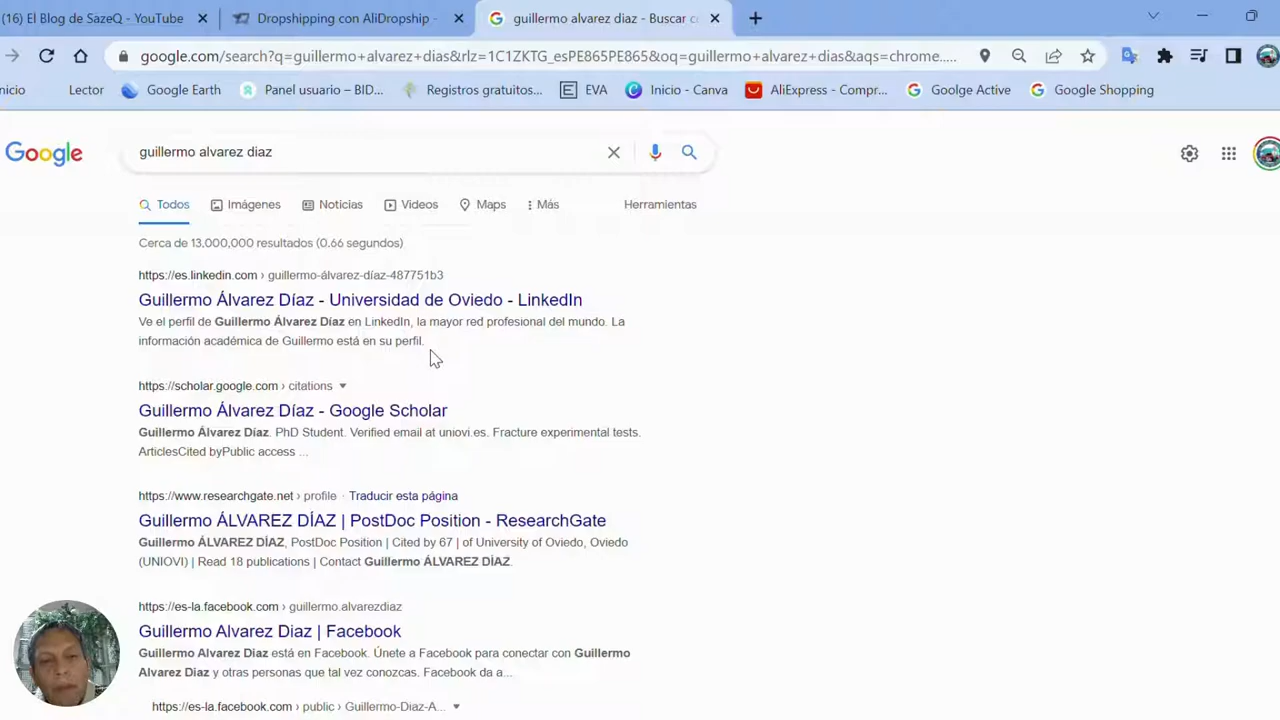 (16) El Blog de SazeQ - YouTube
Dropshipping con AliDropship -
guillermo alvarez diaz - Buscar c
google.com/search?q=guillermo+alvarez+dias&rlz=1C1ZKTG_esPE865PE865&oq=guillermo+alvarez+dias&aqs=chrome.....
nicio
Lector
Google Earth
Panel usuario – BID...
Registros gratuitos...
EVA
Inicio - Canva
AliExpress - Compr...
Goolge Active
Google Shopping
Google
guillermo alvarez diaz
Todos
Imágenes
Noticias
Videos
Maps
Más
Herramientas
Cerca de 13,000,000 resultados (0.66 segundos)
https://es.linkedin.com › guillermo-álvarez-díaz-487751b3
Guillermo Álvarez Díaz - Universidad de Oviedo - LinkedIn
Ve el perfil de Guillermo Álvarez Díaz en LinkedIn, la mayor red profesional del mundo. La
información académica de Guillermo está en su perfil.
https://scholar.google.com › citations
Guillermo Álvarez Díaz - Google Scholar
Guillermo Álvarez Díaz. PhD Student. Verified email at uniovi.es. Fracture experimental tests.
ArticlesCited byPublic access ...
https://www.researchgate.net › profile · Traducir esta página
Guillermo ÁLVAREZ DÍAZ | PostDoc Position - ResearchGate
Guillermo ÁLVAREZ DÍAZ, PostDoc Position | Cited by 67 | of University of Oviedo, Oviedo
(UNIOVI) | Read 18 publications | Contact Guillermo ÁLVAREZ DÍAZ.
https://es-la.facebook.com › guillermo.alvarezdiaz
Guillermo Alvarez Diaz | Facebook
Guillermo Alvarez Diaz está en Facebook. Únete a Facebook para conectar con Guillermo
Alvarez Diaz y otras personas que tal vez conozcas. Facebook da a...
https://es-la.facebook.com › public › Guillermo-Diaz-A...